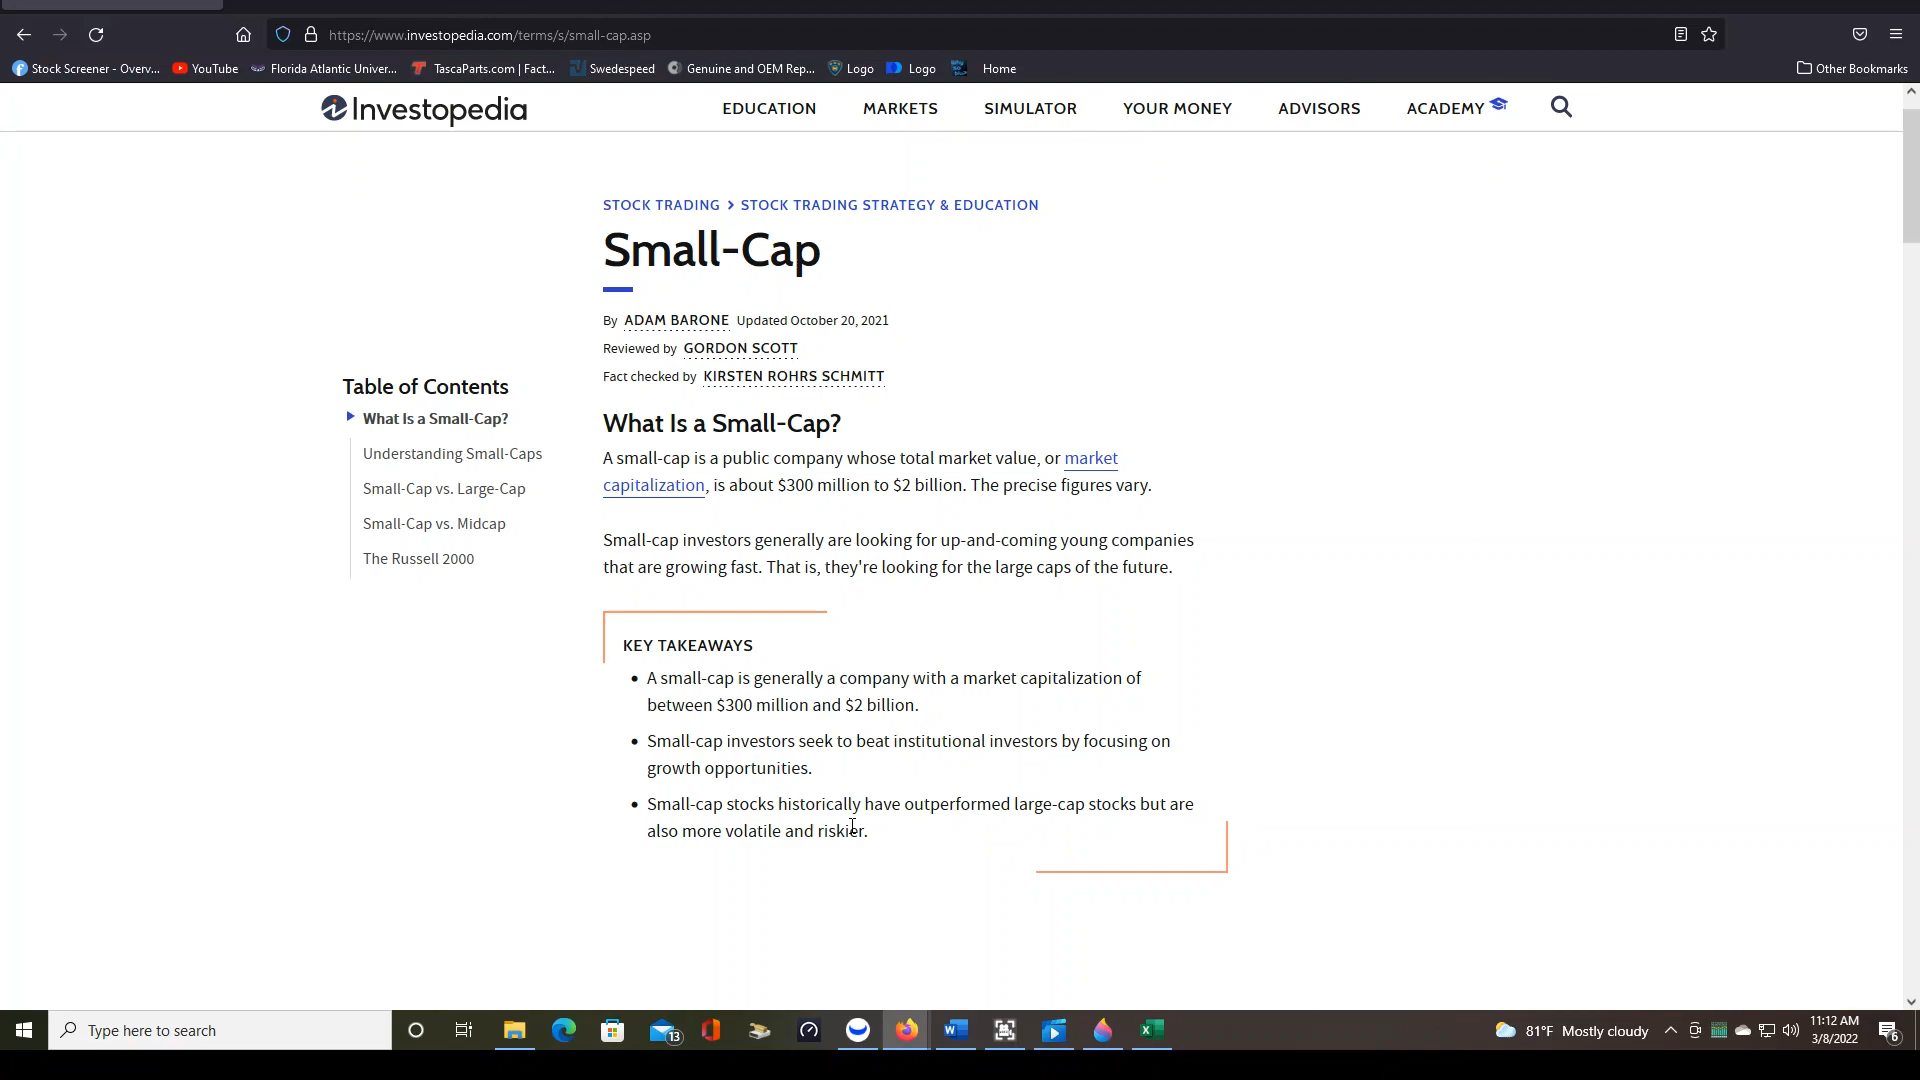 https://www.investopedia.com/terms/s/small-cap.asp
Stock Screener - Overv... YouTube Florida Atlantic Univer... TascaParts.com | Fact... Swedespeed Genuine and OEM Rep... Logo Logo Home Other Bookmarks
Investopedia EDUCATION MARKETS SIMULATOR YOUR MONEY ADVISORS ACADEMY
STOCK TRADING > STOCK TRADING STRATEGY & EDUCATION
Small-Cap
By ADAM BARONE Updated October 20, 2021
Reviewed by GORDON SCOTT
Fact checked by KIRSTEN ROHRS SCHMITT
Table of Contents
What Is a Small-Cap?
Understanding Small-Caps
Small-Cap vs. Large-Cap
Small-Cap vs. Midcap
The Russell 2000
What Is a Small-Cap?
A small-cap is a public company whose total market value, or market
capitalization, is about $300 million to $2 billion. The precise figures vary.
Small-cap investors generally are looking for up-and-coming young companies
that are growing fast. That is, they're looking for the large caps of the future.
KEY TAKEAWAYS
• A small-cap is generally a company with a market capitalization of
between $300 million and $2 billion.
• Small-cap investors seek to beat institutional investors by focusing on
growth opportunities.
• Small-cap stocks historically have outperformed large-cap stocks but are
also more volatile and riskier.
Type here to search 13 81°F Mostly cloudy 11:12 AM
3/8/2022 6